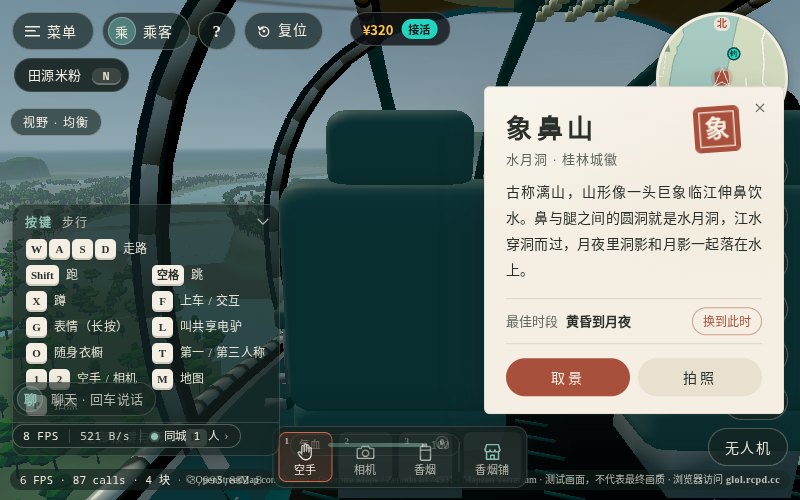 菜单
乘 乘客
?
复位
¥320 接活
北
田源米粉 N
视野 · 均衡
象鼻山
象
×
水月洞 · 桂林城徽
古称漓山，山形像一头巨象临江伸鼻饮
水。鼻与腿之间的圆洞就是水月洞，江水
穿洞而过，月夜里洞影和月影一起落在水
上。
最佳时段 黄昏到月夜
换到此时
取景
拍照
按键 步行
W A S D 走路
Shift 跑
空格 跳
X 蹲
F 上车 / 交互
G 表情（长按）
L 叫共享电驴
O 随身衣橱
T 第一 / 第三人称
1 2 空手 / 相机
M 地图
聊 聊天 · 回车说话
8 FPS 521 B/s 同城 1 人 ›
1 空手
2 相机
3 香烟
香烟铺
无人机
6 FPS · 87 calls · 4 块
· 测试画面，不代表最终画质 · 浏览器访问 glol.rcpd.cc